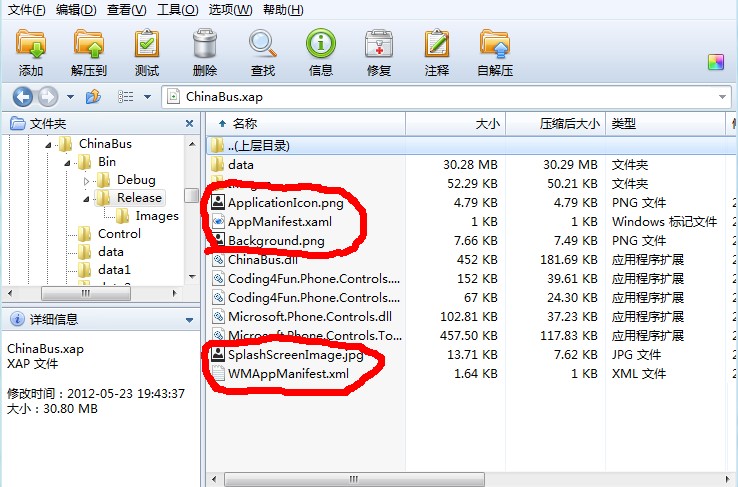 文件(F) 编辑(D) 查看(V) 工具(O) 选项(W) 帮助(H)
添加 解压到 测试 删除 查找 信息 修复 注释 自解压
ChinaBus.xap
文件夹
ChinaBus
Bin
Debug
Release
Images
Control
data
data1
详细信息
ChinaBus.xap
XAP 文件
修改时间: 2012-05-23 19:43:37
大小: 30.80 MB
名称 大小 压缩后大小 类型
..(上层目录)
data 30.28 MB 30.29 MB 文件夹
52.29 KB 50.21 KB 文件夹
ApplicationIcon.png 4.79 KB 4.79 KB PNG 文件
AppManifest.xaml 1 KB 1 KB Windows 标记文件
Background.png 7.66 KB 7.49 KB PNG 文件
ChinaBus.dll 452 KB 181.69 KB 应用程序扩展
Coding4Fun.Phone.Controls.... 152 KB 39.61 KB 应用程序扩展
Coding4Fun.Phone.Controls.... 67 KB 24.30 KB 应用程序扩展
Microsoft.Phone.Controls.dll 102.81 KB 37.23 KB 应用程序扩展
Microsoft.Phone.Controls.To... 457.50 KB 117.83 KB 应用程序扩展
SplashScreenImage.jpg 13.71 KB 7.62 KB JPG 文件
WMAppManifest.xml 1.64 KB 1 KB XML 文件